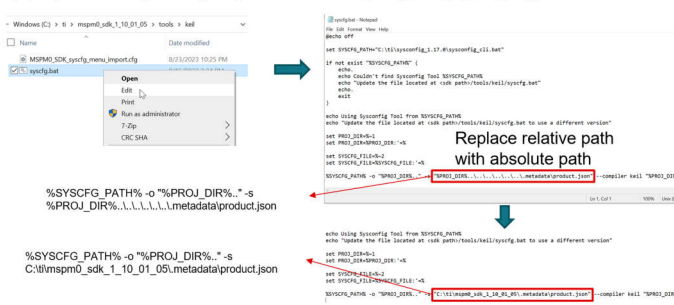 Windows (C:) > ti > mspm0_sdk_1_10_01_05 > tools > keil
Name
Date modified
MSPM0_SDK_syscfg_menu_import.cfg
8/23/2023 10:25 PM
syscfg.bat
Open
Edit
Print
Run as administrator
7-Zip
CRC SHA
syscfg.bat - Notepad
File Edit Format View Help
@echo off
set SYSCFG_PATH="C:\ti\sysconfig_1.17.0\sysconfig_cli.bat"
if not exist "%SYSCFG_PATH%" (
echo.
echo Couldn't find Sysconfig Tool %SYSCFG_PATH%
echo "Update the file located at <sdk path>/tools/keil/syscfg.bat"
echo.
exit
)
echo Using Sysconfig Tool from %SYSCFG_PATH%
echo "Update the file located at <sdk path>/tools/keil/syscfg.bat to use a different version"
set PROJ_DIR=%~1
set PROJ_DIR=%PROJ_DIR:'=%
set SYSCFG_FILE=%~2
set SYSCFG_FILE=%SYSCFG_FILE:'=%
Replace relative path
with absolute path
%SYSCFG_PATH% -o "%PROJ_DIR%.." "%PROJ_DIR%..\..\..\..\..\..\.metadata\product.json" --compiler keil "%PROJ_DIR
Ln 1, Col 1
100%
%SYSCFG_PATH% -o "%PROJ_DIR%.." -s
%PROJ_DIR%..\..\..\..\..\..\.metadata\product.json
echo Using Sysconfig Tool from %SYSCFG_PATH%
echo "Update the file located at <sdk path>/tools/keil/syscfg.bat to use a different version"
set PROJ_DIR=%~1
set PROJ_DIR=%PROJ_DIR:'=%
set SYSCFG_FILE=%~2
set SYSCFG_FILE=%SYSCFG_FILE:'=%
%SYSCFG_PATH% -o "%PROJ_DIR%.." "C:\ti\mspm0_sdk_1_10_01_05\.metadata\product.json" --compiler keil "%PROJ_DIR
%SYSCFG_PATH% -o "%PROJ_DIR%.." -s
C:\ti\mspm0_sdk_1_10_01_05\.metadata\product.json